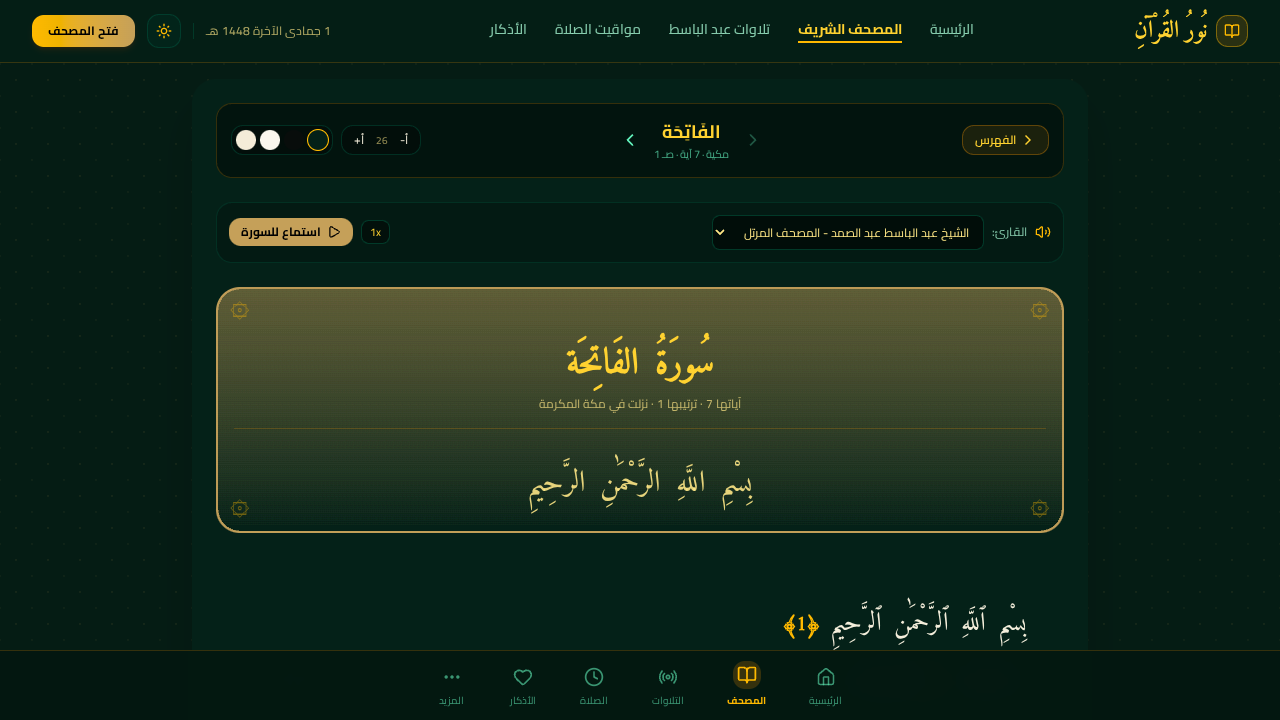 نُورُ القُرآنِ
الرئيسية
المصحف الشريف
تلاوات عبد الباسط
مواقيت الصلاة
الأذكار
1 جمادى الآخرة 1448 هـ
فتح المصحف
الفهرس
الفَاتِحَة
مكية · 7 آية · صـ 1
أ-
26
أ+
القارئ:
الشيخ عبد الباسط عبد الصمد - المصحف المرتل
1x
استماع للسورة
سُورَةُ الفَاتِحَة
آياتها 7 · ترتيبها 1 · نزلت في مكة المكرمة
بِسْمِ اللَّهِ الرَّحْمَٰنِ الرَّحِيمِ
بِسْمِ ٱللَّهِ ٱلرَّحْمَٰنِ ٱلرَّحِيمِ ﴿1﴾
الرئيسية
المصحف
التلاوات
الصلاة
الأذكار
المزيد